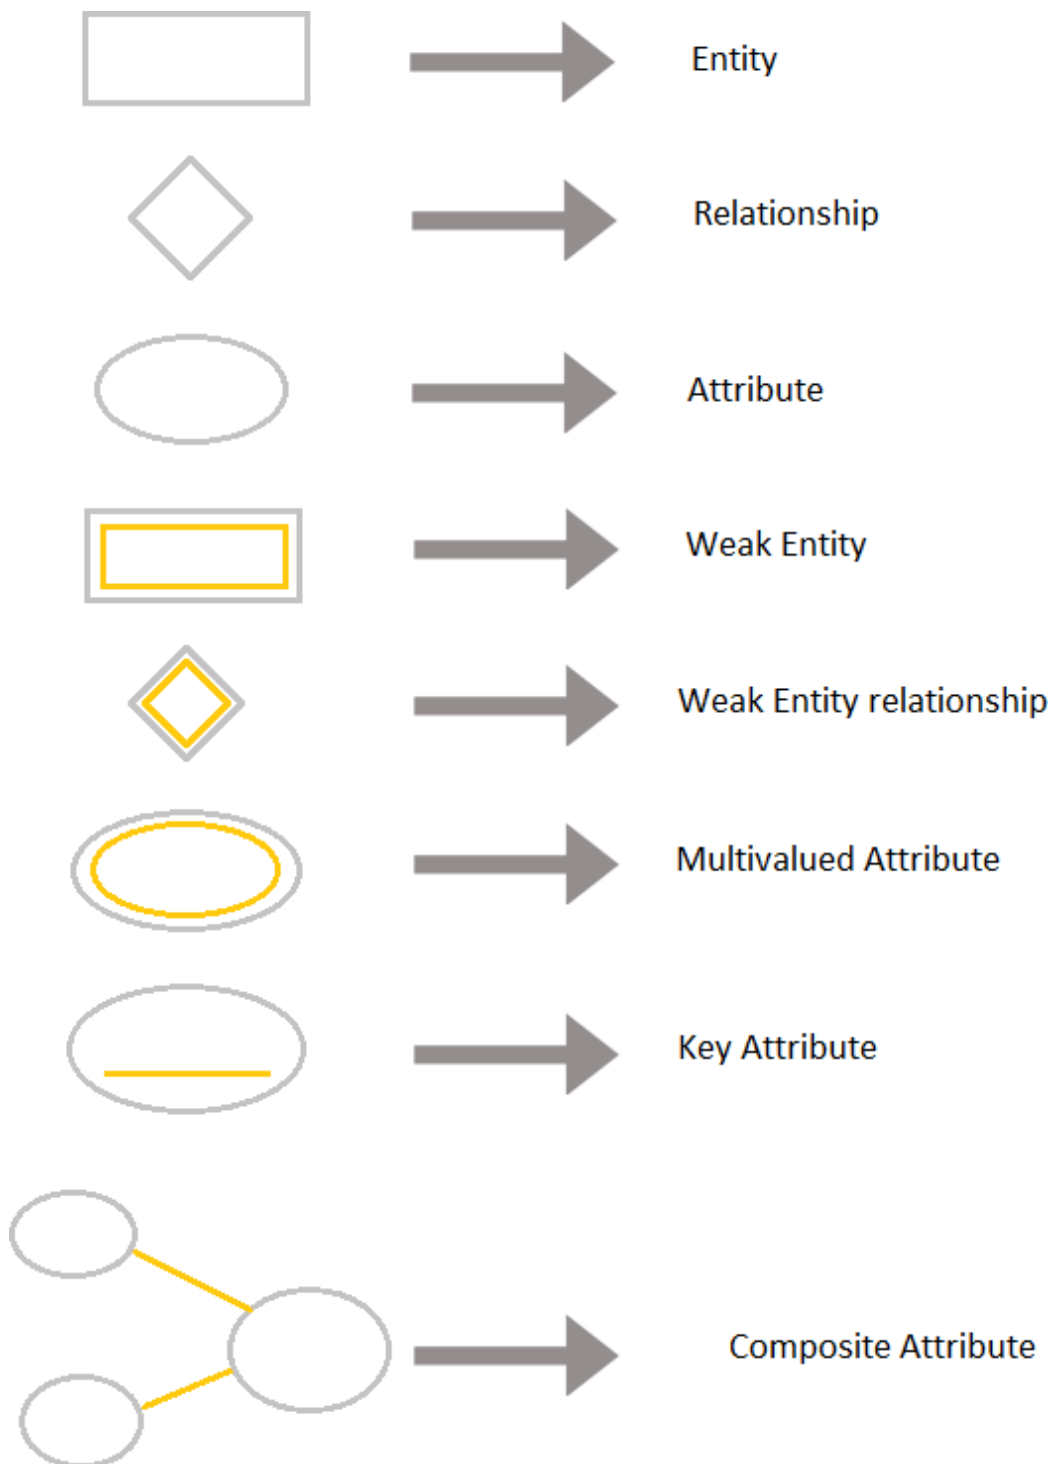 Entity
Relationship
Attribute
Weak Entity
Weak Entity relationship
Multivalued Attribute
Key Attribute
Composite Attribute